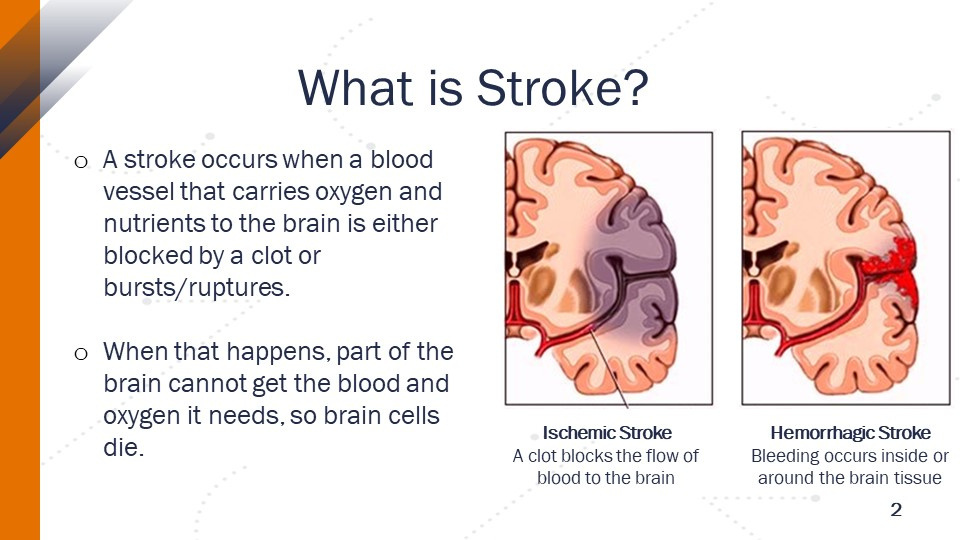 What is Stroke?
o A stroke occurs when a blood
vessel that carries oxygen and
nutrients to the brain is either
blocked by a clot or
bursts/ruptures.
o When that happens, part of the
brain cannot get the blood and
oxygen it needs, so brain cells
die.
Ischemic Stroke
A clot blocks the flow of
blood to the brain
Hemorrhagic Stroke
Bleeding occurs inside or
around the brain tissue
2